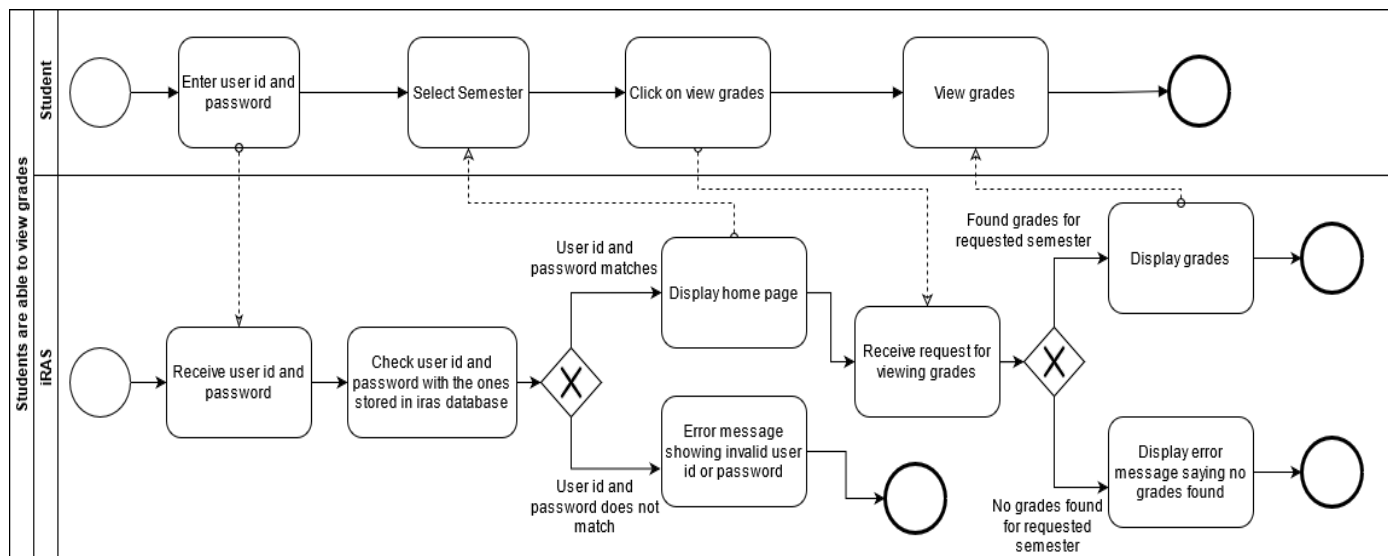 Students are able to view grades
Student
Enter user id and
password
Select Semester
Click on view grades
View grades
iRAS
Receive user id and
password
Check user id and
password with the ones
stored in iras database
X
User id and
password matches
Display home page
User id and
password does not
match
Error message
showing invalid user
id or password
Receive request for
viewing grades
X
Found grades for
requested semester
Display grades
No grades found
for requested
semester
Display error
message saying no
grades found